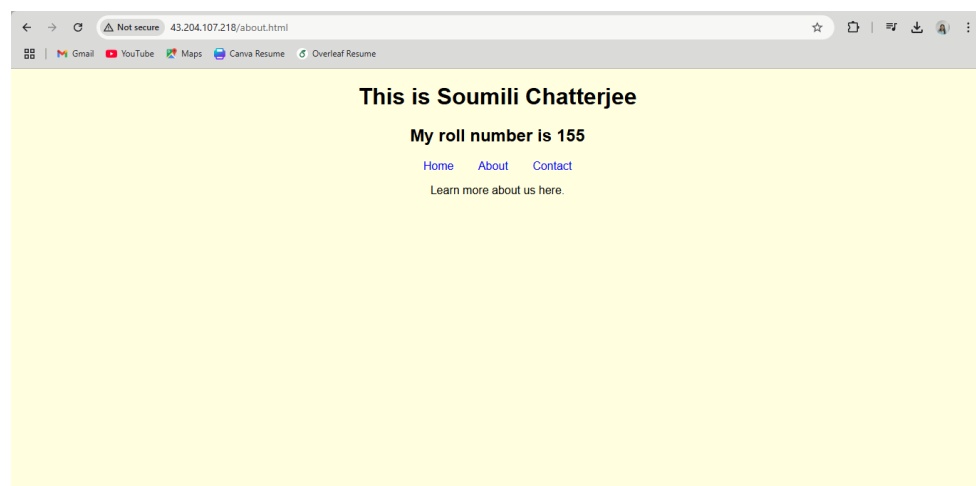 Not secure 43.204.107.218/about.html
Gmail YouTube Maps Canva Resume Overleaf Resume
This is Soumili Chatterjee
My roll number is 155
Home About Contact
Learn more about us here.